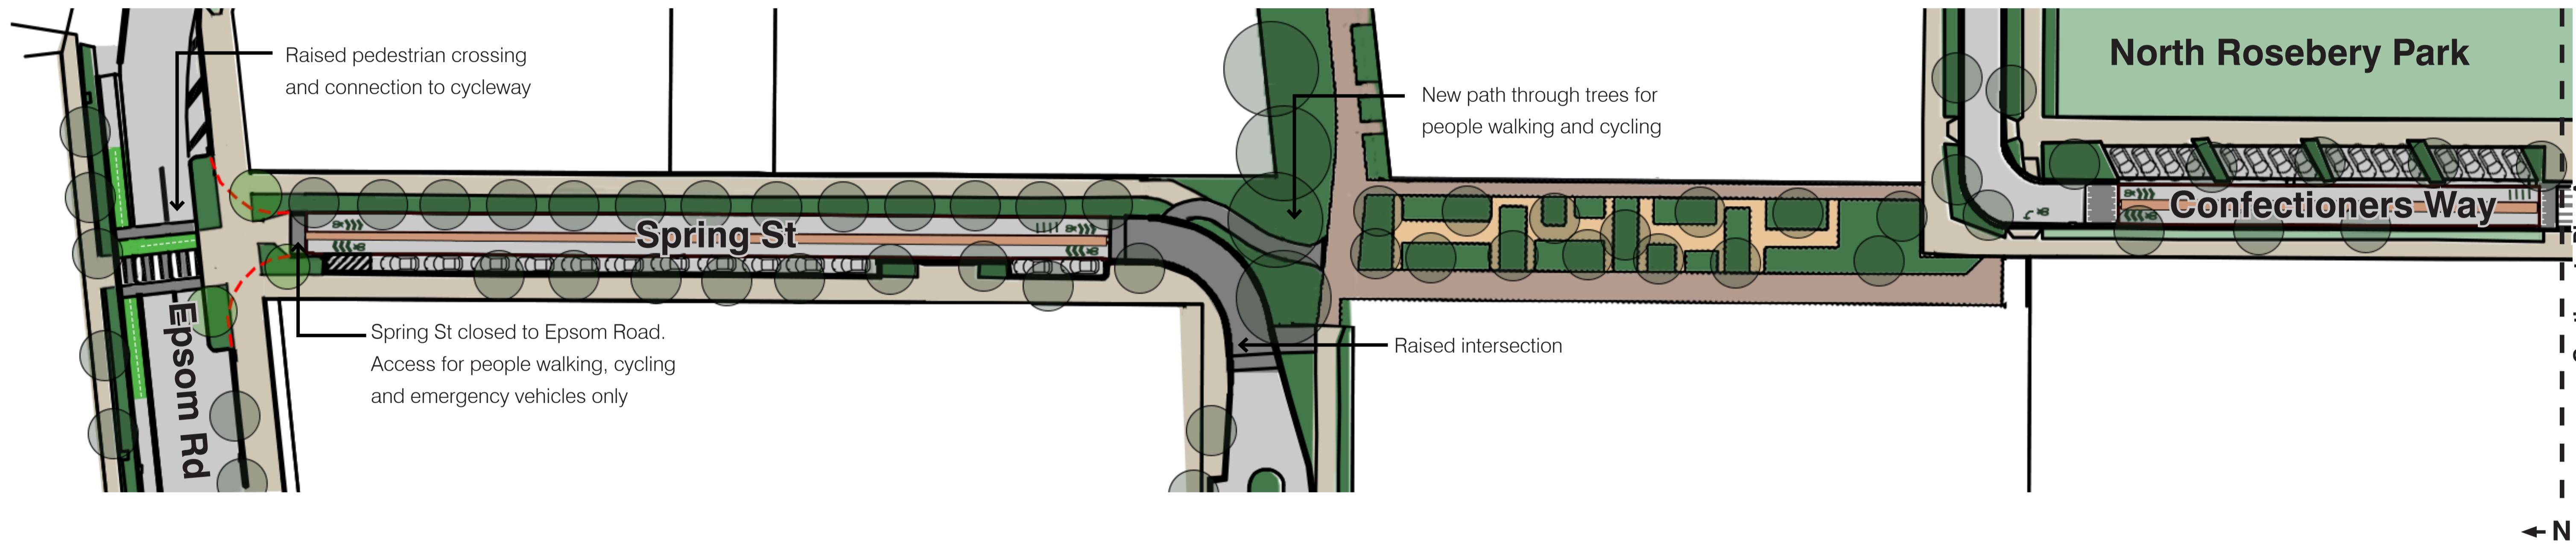 Raised pedestrian crossing
and connection to cycleway
New path through trees for
people walking and cycling
North Rosebery Park
Spring St
Confectioners Way
Epsom Rd
Spring St closed to Epsom Road.
Access for people walking, cycling
and emergency vehicles only
Raised intersection
N